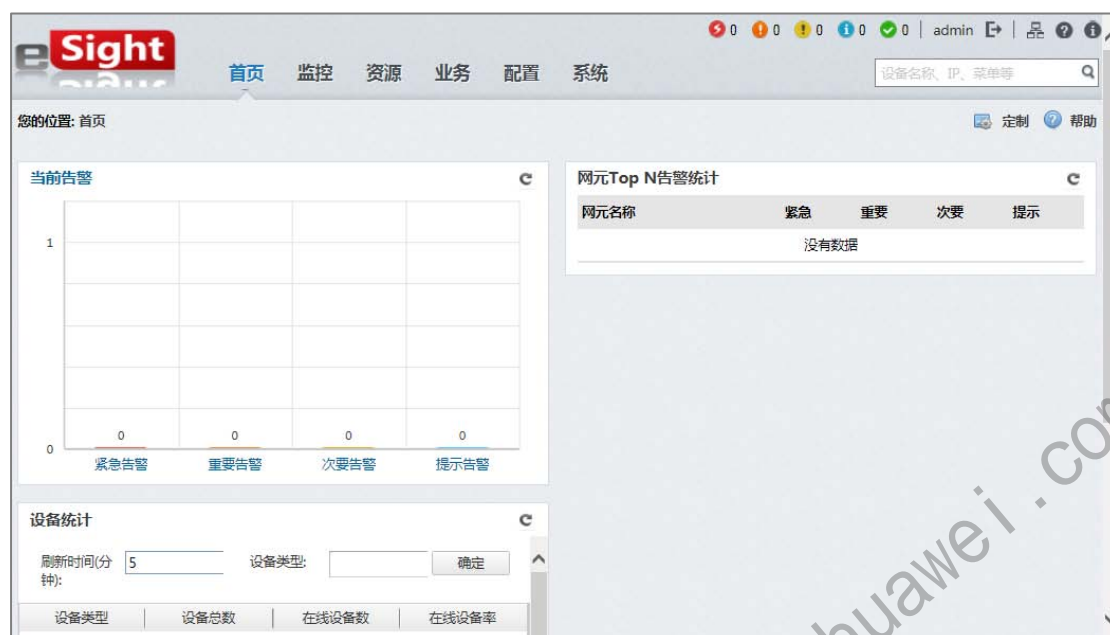 eSight
0 0 0 0 0 | admin |
首页 监控 资源 业务 配置 系统
设备名称、IP、菜单等
您的位置: 首页
定制 帮助
当前告警
1
0
0 0 0 0
紧急告警 重要告警 次要告警 提示告警
网元Top N告警统计
网元名称 紧急 重要 次要 提示
没有数据
设备统计
刷新时间(分
钟): 5 设备类型: 确定
设备类型 设备总数 在线设备数 在线设备率
huawei.com